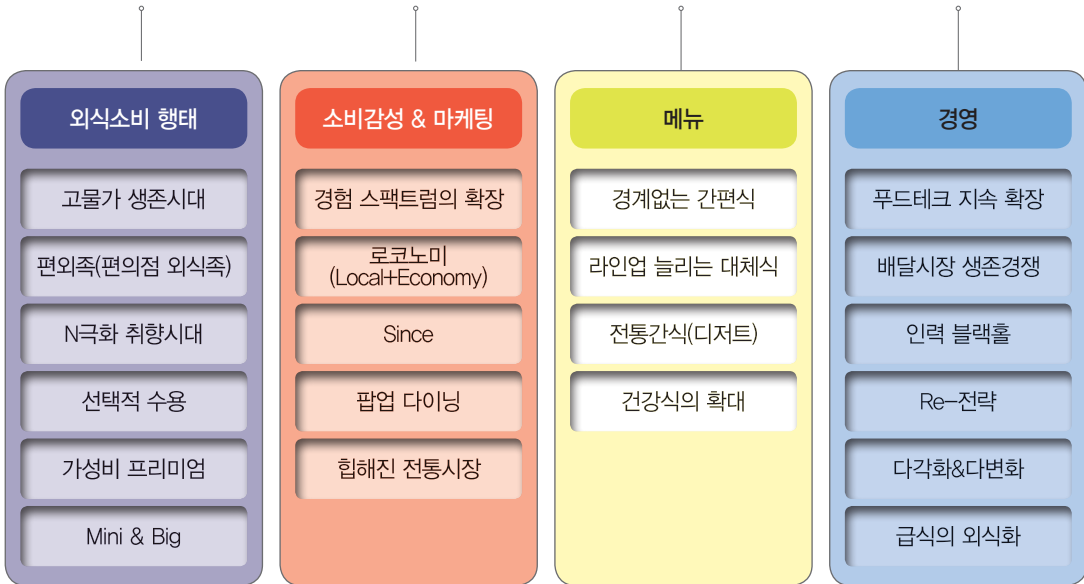 외식소비 행태
고물가 생존시대
편외족(편의점 외식족)
N극화 취향시대
선택적 수용
가성비 프리미엄
Mini & Big
소비감성 & 마케팅
경험 스팩트럼의 확장
로코노미
(Local+Economy)
Since
팝업 다이닝
힙해진 전통시장
메뉴
경계없는 간편식
라인업 늘리는 대체식
전통간식(디저트)
건강식의 확대
경영
푸드테크 지속 확장
배달시장 생존경쟁
인력 블랙홀
Re-전략
다각화&다변화
급식의 외식화